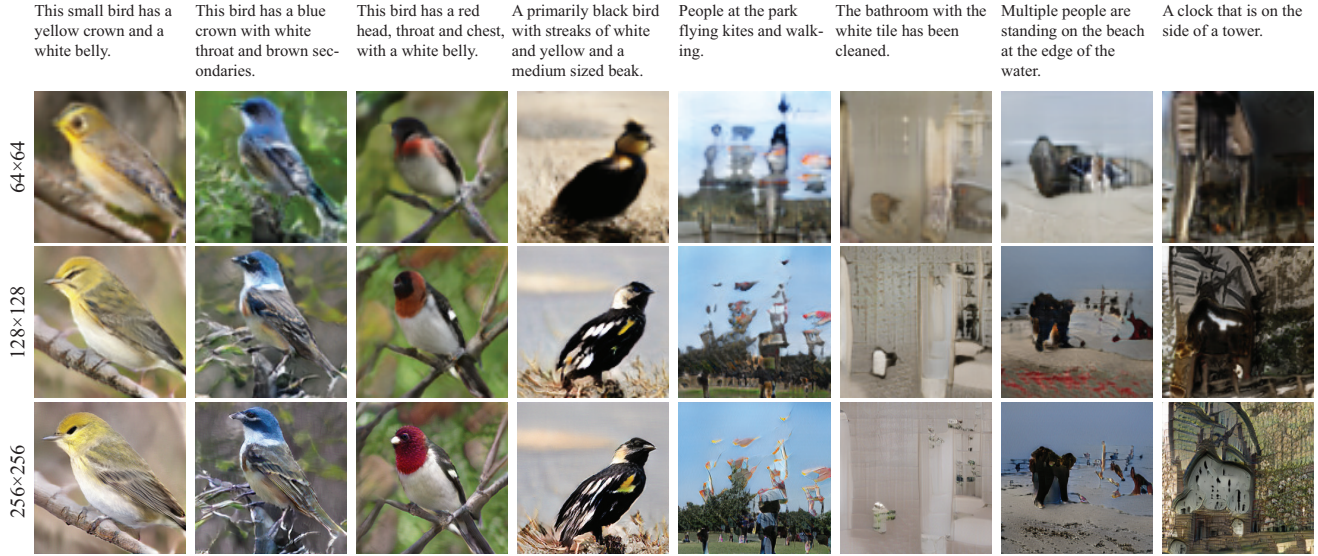 This small bird has a
yellow crown and a
white belly.
This bird has a blue
crown with white
throat and brown sec-
ondaries.
This bird has a red
head, throat and chest,
with a white belly.
A primarily black bird
with streaks of white
and yellow and a
medium sized beak.
People at the park
flying kites and walk-
ing.
The bathroom with the
white tile has been
cleaned.
Multiple people are
standing on the beach
at the edge of the
water.
A clock that is on the
side of a tower.
64×64
128×128
256×256